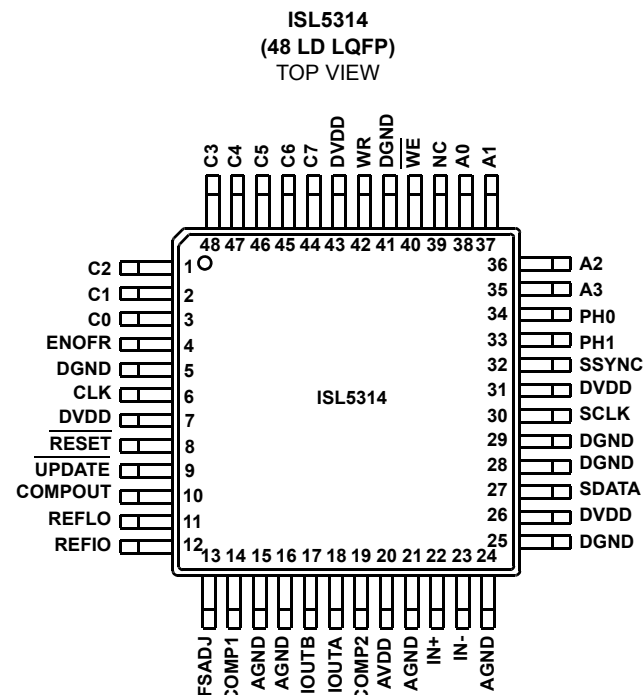 ISL5314
(48 LD LQFP)
TOP VIEW
C3 C4 C5 C6 C7 DVDD WR DGND WE NC A0 A1
48 47 46 45 44 43 42 41 40 39 38 37
C2 1 36 A2
C1 2 35 A3
C0 3 34 PH0
ENOFR 4 33 PH1
DGND 5 32 SSYNC
CLK 6 31 DVDD
ISL5314
DVDD 7 30 SCLK
RESET 8 29 DGND
UPDATE 9 28 DGND
COMPOUT 10 27 SDATA
REFLO 11 26 DVDD
REFIO 12 25 DGND
13 14 15 16 17 18 19 20 21 22 23 24
FSADJ COMP1 AGND AGND IOUTB IOUTA COMP2 AVDD AGND IN+ IN- AGND